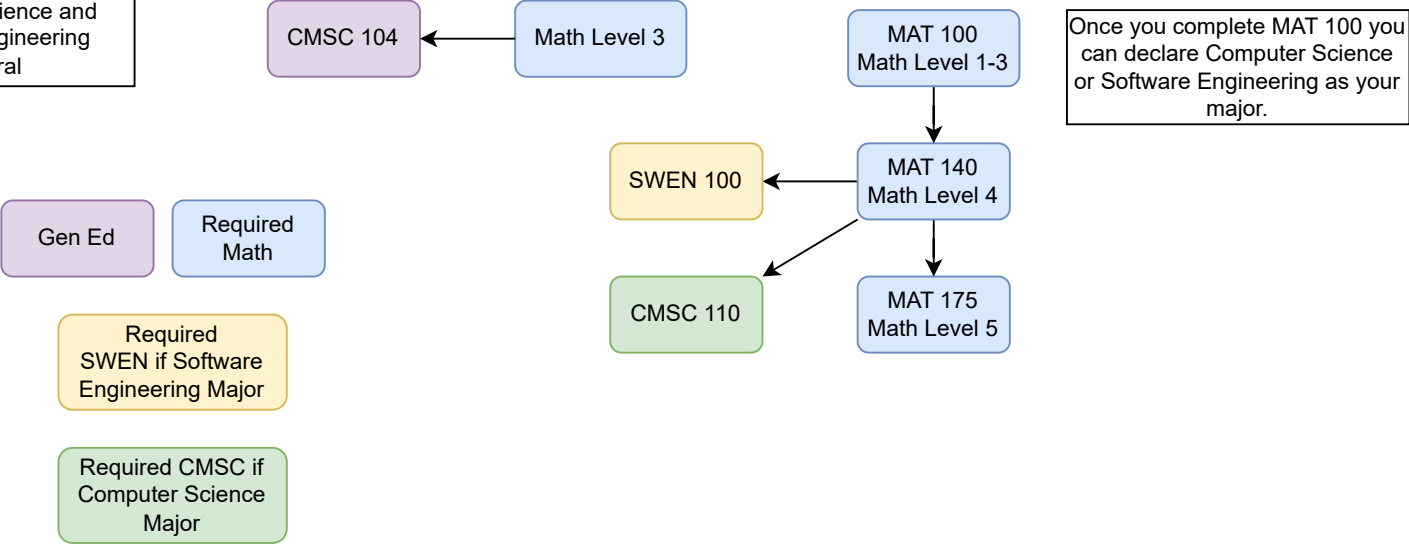 CMSC 104
Math Level 3
MAT 100
Math Level 1-3
Once you complete MAT 100 you
can declare Computer Science
or Software Engineering as your
major.
and
SWEN 100
MAT 140
Math Level 4
Gen Ed
Required
Math
CMSC 110
MAT 175
Math Level 5
Required
SWEN if Software
Engineering Major
Required CMSC if
Computer Science
Major